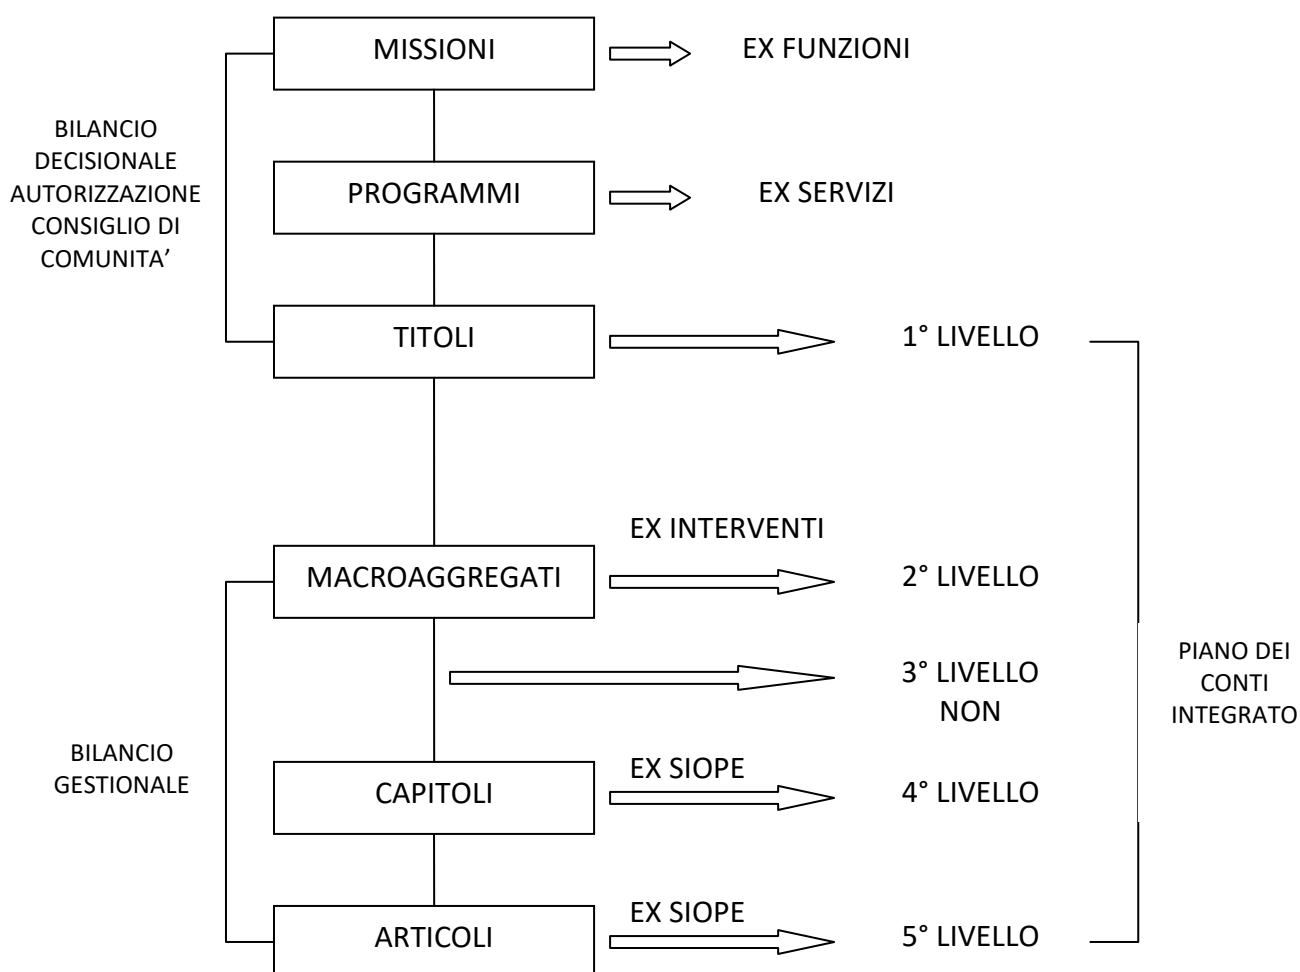 MISSIONI
EX FUNZIONI
BILANCIO
DECISIONALE
AUTORIZZAZIONE
CONSIGLIO DI
COMUNITA’
PROGRAMMI
EX SERVIZI
TITOLI
1° LIVELLO
EX INTERVENTI
MACROAGGREGATI
2° LIVELLO
3° LIVELLO
NON
PIANO DEI
CONTI
INTEGRATO
BILANCIO
GESTIONALE
EX SIOPE
CAPITOLI
4° LIVELLO
EX SIOPE
ARTICOLI
5° LIVELLO